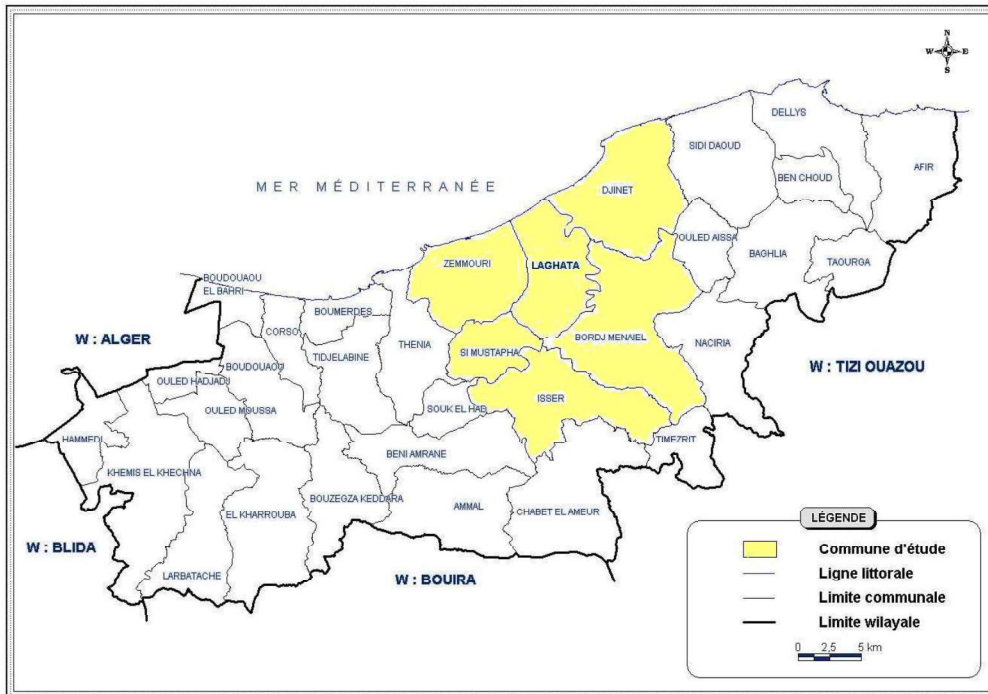 N
W E
S
DELLYS
SIDI DAOUD
BEN CHOUD
AFIR
MER MÉDITERRANÉE
DJINET
OULED AISSA
BAGHLIA
TAOURGA
ZEMMOURI
LAGHATA
BOUDOUAOU
EL BAHRI
BOUMERDES
CORSO
W : ALGER
THENIA
SI MUSTAPHA
BORDJ MENAIEL
NACIRIA
TIDJELABINE
BOUDOUAOU
W : TIZI OUAZOU
OULED HADJADJ
OULED MOUSSA
SOUK EL HAD
ISSER
HAMMEDI
TIMEZRIT
BENI AMRANE
KHEMIS EL KHECHNA
BOUZEGZA KEDDARA
EL KHARROUBA
AMMAL
CHABET EL AMEUR
W : BLIDA
LARBATACHE
W : BOUIRA
LÉGENDE
Commune d'étude
Ligne littorale
Limite communale
Limite wilayale
0 2,5 5 km